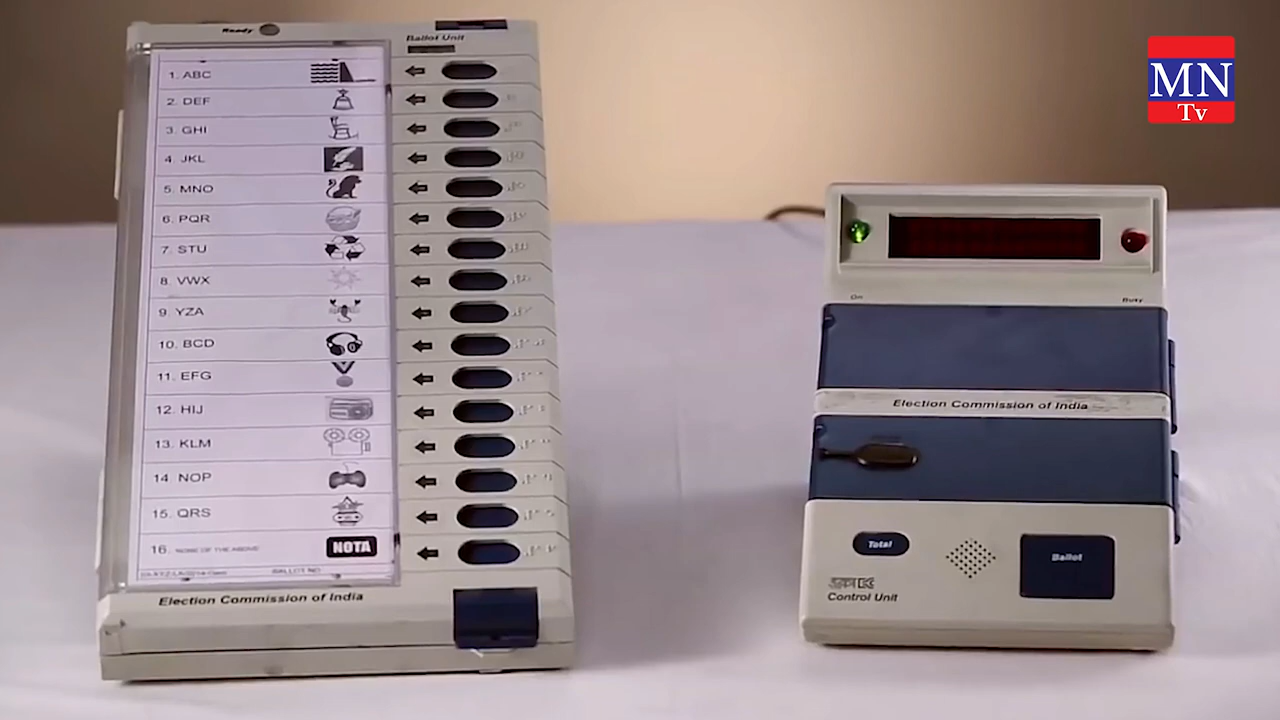 Ready
Ballot Unit
1. ABC
2. DEF
3. GHI
4. JKL
5. MNO
6. PQR
7. STU
8. VWX
9. YZA
10. BCD
11. EFG
12. HIJ
13. KLM
14 NOP
15. QRS
16. NONE OF THE ABOVE
NOTA
BALLOT NO
Election Commission of India
MN
Tv
On
Busy
Election Commission of India
Total
Ballot
Control Unit